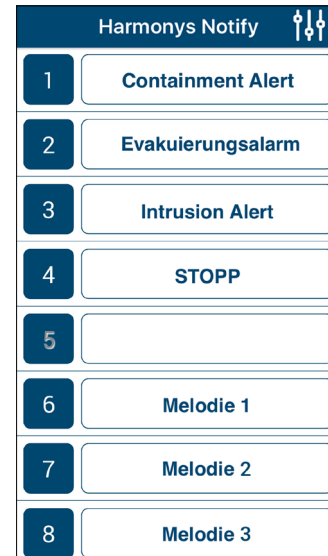 Harmonys Notify
1 Containment Alert
2 Evakuierungsalarm
3 Intrusion Alert
4 STOPP
5
6 Melodie 1
7 Melodie 2
8 Melodie 3